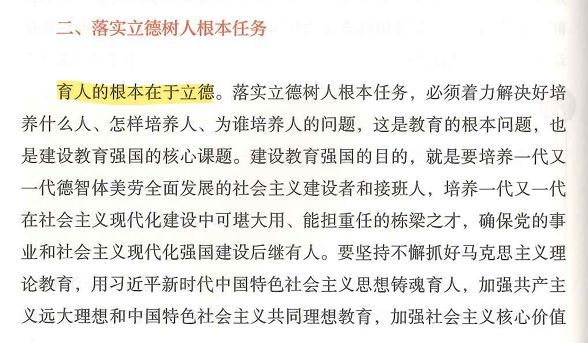 二、落实立德树人根本任务
育人的根本在于立德。落实立德树人根本任务，必须着力解决好培
养什么人、怎样培养人、为谁培养人的问题，这是教育的根本问题，也
是建设教育强国的核心课题。建设教育强国的目的，就是要培养一代又
一代德智体美劳全面发展的社会主义建设者和接班人，培养一代又一代
在社会主义现代化建设中可堪大用、能担重任的栋梁之才，确保党的事
业和社会主义现代化强国建设后继有人。要坚持不懈抓好马克思主义理
论教育，用习近平新时代中国特色社会主义思想铸魂育人，加强共产主
义远大理想和中国特色社会主义共同理想教育，加强社会主义核心价值